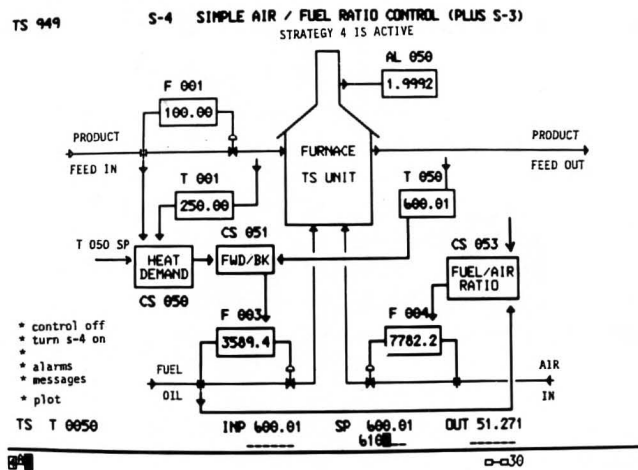 TS 949
S-4 SIMPLE AIR / FUEL RATIO CONTROL (PLUS S-3)
STRATEGY 4 IS ACTIVE
AL 050
1.9992
F 001
100.00
PRODUCT
FEED IN
FURNACE
TS UNIT
PRODUCT
FEED OUT
T 001
250.00
T 050
600.01
CS 051
CS 053
T 050 SP
HEAT
DEMAND
FWD/BK
FUEL/AIR
RATIO
CS 050
F 003
3589.4
F 004
7782.2
* control off
* turn s-4 on
*
* alarms
* messages
* plot
FUEL
OIL
AIR
IN
TS T 0050 INP 600.01 SP 600.01 OUT 51.271
610
30